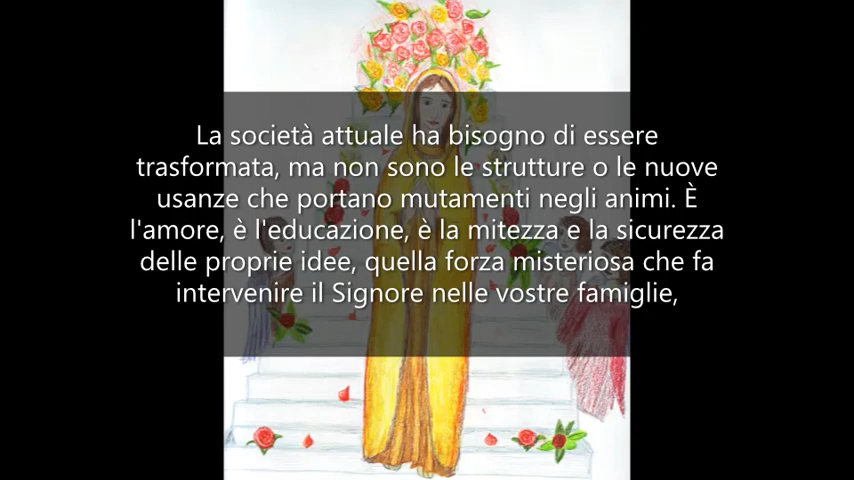 La società attuale ha bisogno di essere
trasformata, ma non sono le strutture o le nuove
usanze che portano mutamenti negli animi. È
l'amore, è l'educazione, è la mitezza e la sicurezza
delle proprie idee, quella forza misteriosa che fa
intervenire il Signore nelle vostre famiglie,